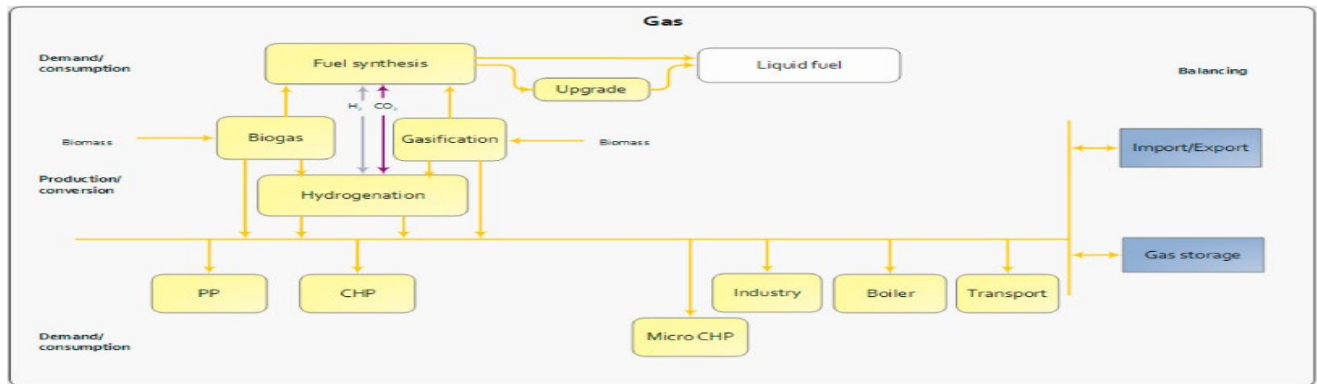 Gas
Demand/
consumption
Fuel synthesis
Liquid fuel
Balancing
Upgrade
H₂ CO₂
Biomass
Biogas
Gasification
Biomass
Import/Export
Production/
conversion
Hydrogenation
Gas storage
PP
CHP
Industry
Boiler
Transport
Micro CHP
Demand/
consumption